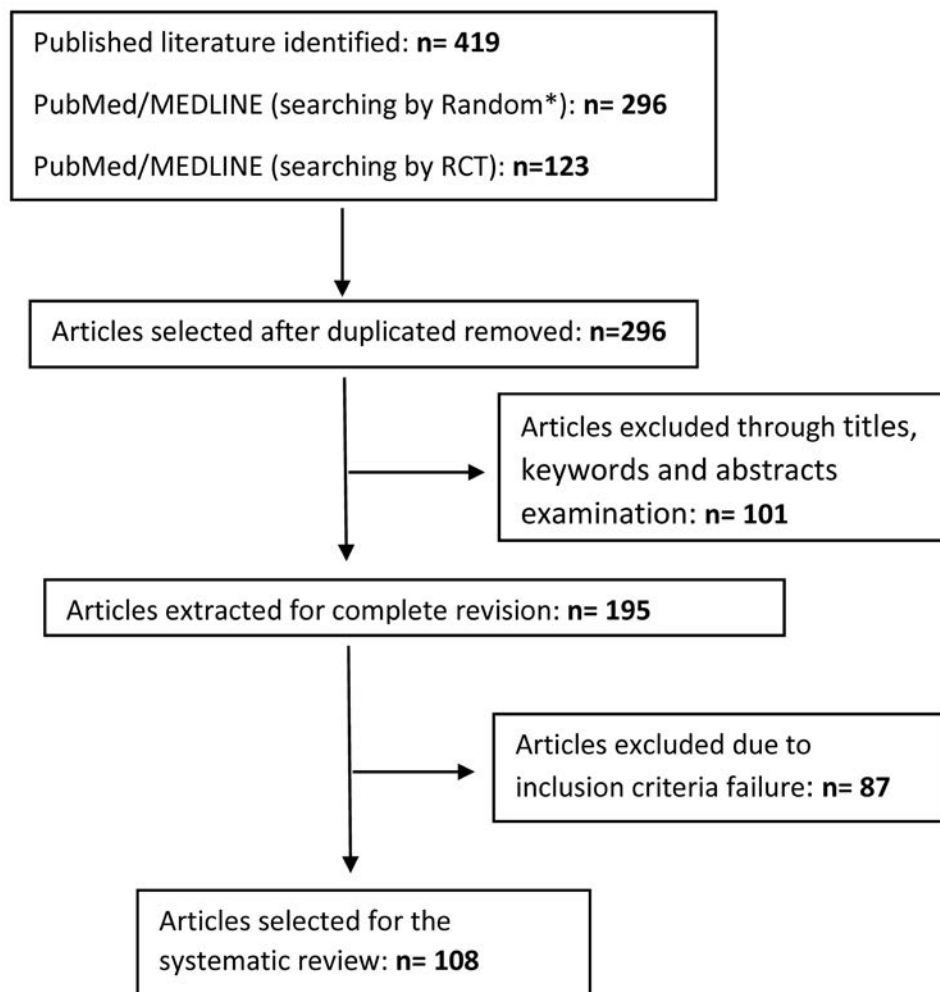 Published literature identified: n= 419
PubMed/MEDLINE (searching by Random*): n= 296
PubMed/MEDLINE (searching by RCT): n=123
Articles selected after duplicated removed: n=296
Articles excluded through titles,
keywords and abstracts
examination: n= 101
Articles extracted for complete revision: n= 195
Articles excluded due to
inclusion criteria failure: n= 87
Articles selected for the
systematic review: n= 108